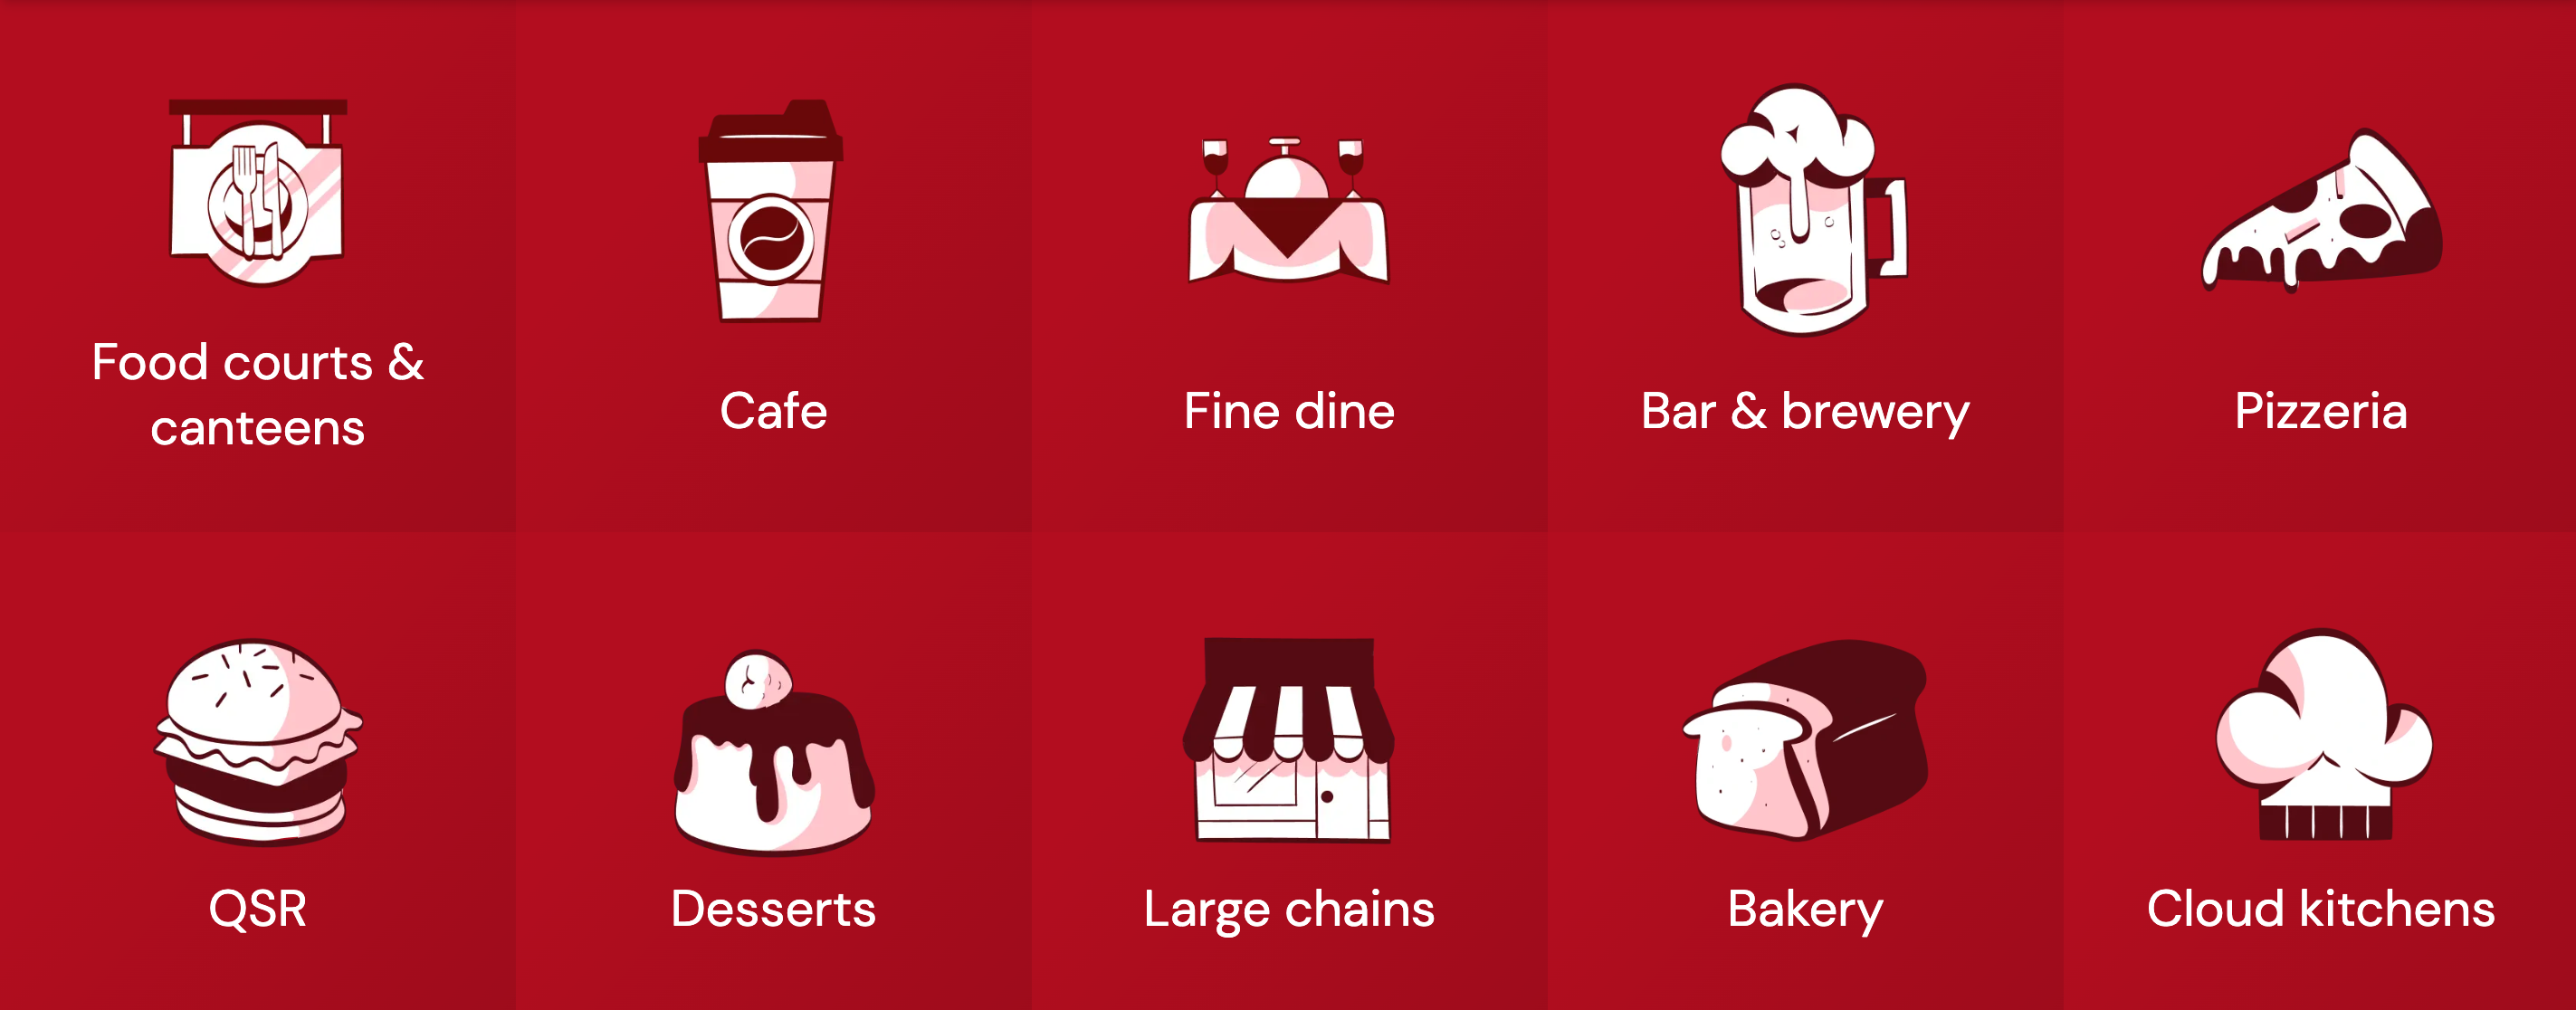 Food courts &
canteens
Cafe
Fine dine
Bar & brewery
Pizzeria
QSR
Desserts
Large chains
Bakery
Cloud kitchens